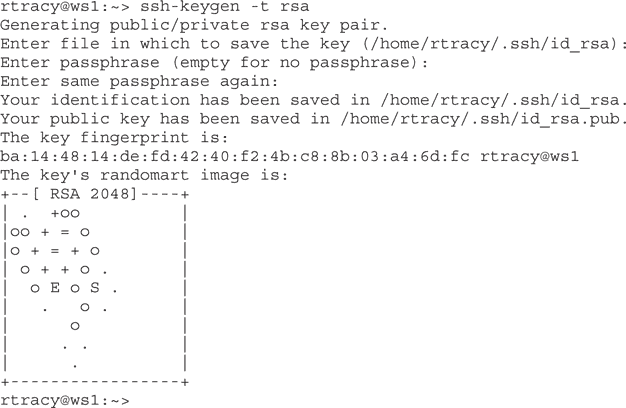 rtracy@ws1:~> ssh-keygen -t rsa
Generating public/private rsa key pair.
Enter file in which to save the key (/home/rtracy/.ssh/id_rsa):
Enter passphrase (empty for no passphrase):
Enter same passphrase again:
Your identification has been saved in /home/rtracy/.ssh/id_rsa.
Your public key has been saved in /home/rtracy/.ssh/id_rsa.pub.
The key fingerprint is:
ba:14:48:14:de:fd:42:40:f2:4b:c8:8b:03:a4:6d:fc rtracy@ws1
The key's randomart image is:
+--[ RSA 2048]----+
| .  +oo          |
|oo + = o         |
|o + = + o        |
| o + + o .       |
|  o E o S .      |
|   .   o .       |
|      o          |
|     . .         |
|      .          |
+-----------------+
rtracy@ws1:~>